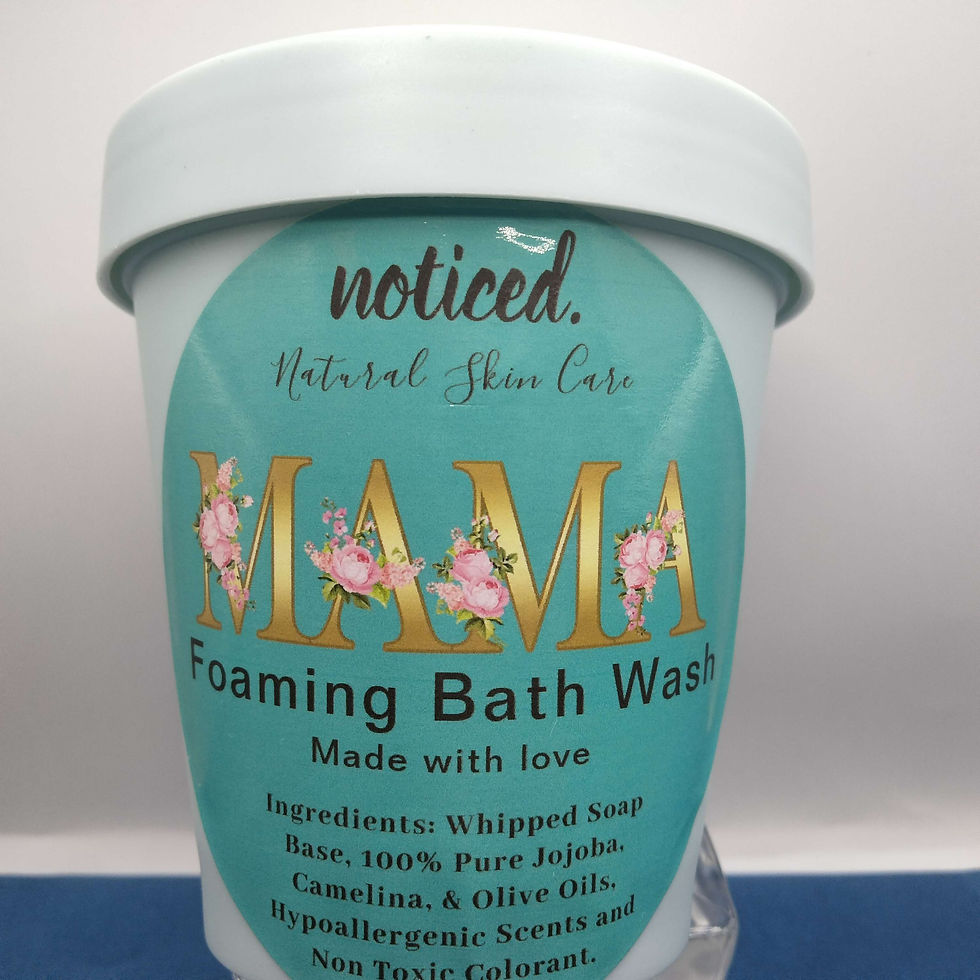 noticed.
Natural Skin Care
MAMA
Foaming Bath Wash
Made with love
Ingredients: Whipped Soap
Base, 100% Pure Jojoba,
Camelina, & Olive Oils,
Hypoallergenic Scents and
Non Toxic Colorant.